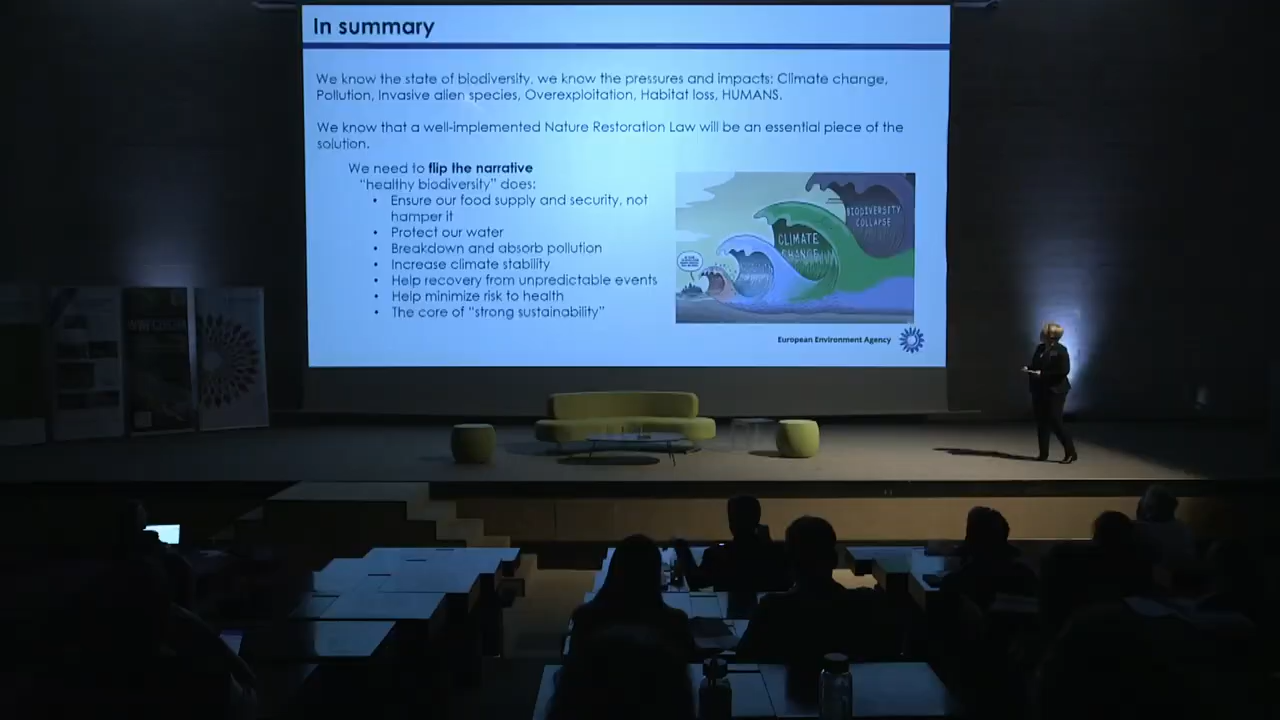 In summary
We know the state of biodiversity, we know the pressures and impacts: Climate change,
Pollution, Invasive alien species, Overexploitation, Habitat loss, HUMANS.
We know that a well-implemented Nature Restoration Law will be an essential piece of the
solution.
We need to flip the narrative
“healthy biodiversity” does:
• Ensure our food supply and security, not
hamper it
• Protect our water
• Breakdown and absorb pollution
• Increase climate stability
• Help recovery from unpredictable events
• Help minimize risk to health
• The core of “strong sustainability”
BIODIVERSITY
COLLAPSE
CLIMATE
CHANGE
European Environment Agency